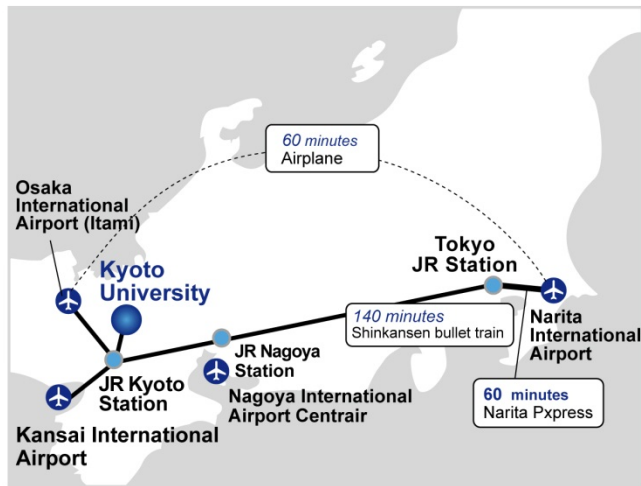 60 minutes
Airplane
Osaka
International
Airport (Itami)
Kyoto
University
Tokyo
JR Station
140 minutes
Shinkansen bullet train
Narita
International
Airport
JR Nagoya
Station
JR Kyoto
Station
Nagoya International
Airport Centrair
60 minutes
Narita Pxpress
Kansai International
Airport